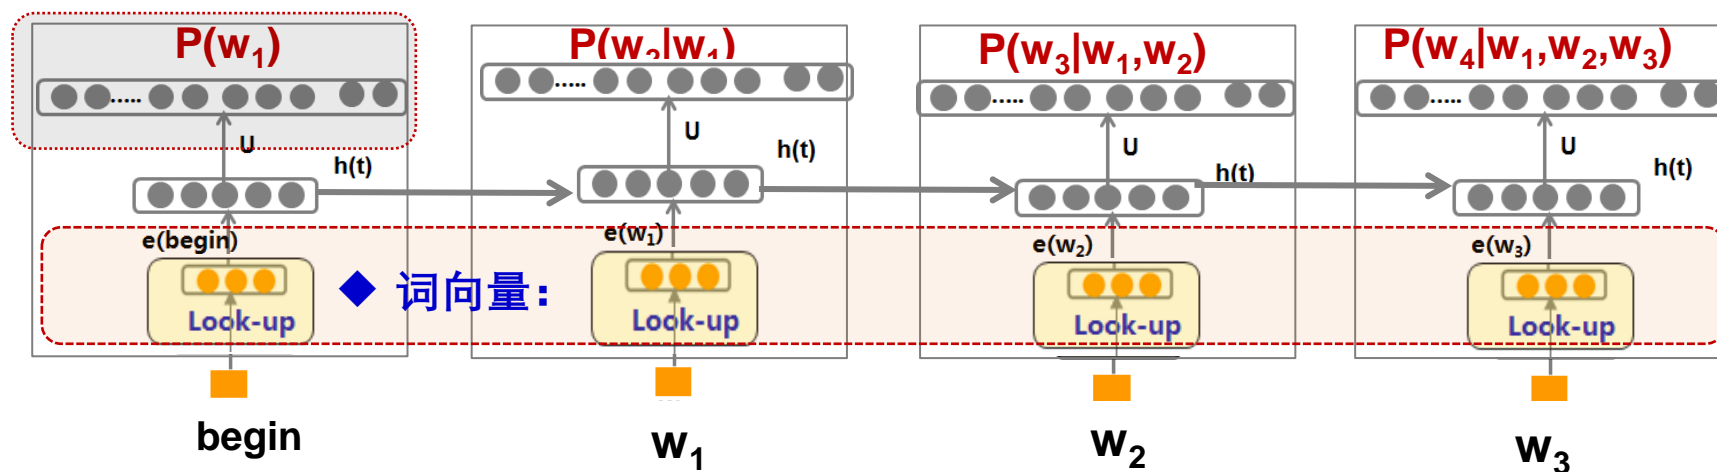 P(w₁) P(w₂|w₁) P(w₃|w₁,w₂) P(w₄|w₁,w₂,w₃)
..... ..... ..... .....
U U U U
h(t) h(t) h(t) h(t)
e(begin) e(w₁) e(w₂) e(w₃)
◆ 词向量：
Look-up Look-up Look-up Look-up
begin w₁ w₂ w₃